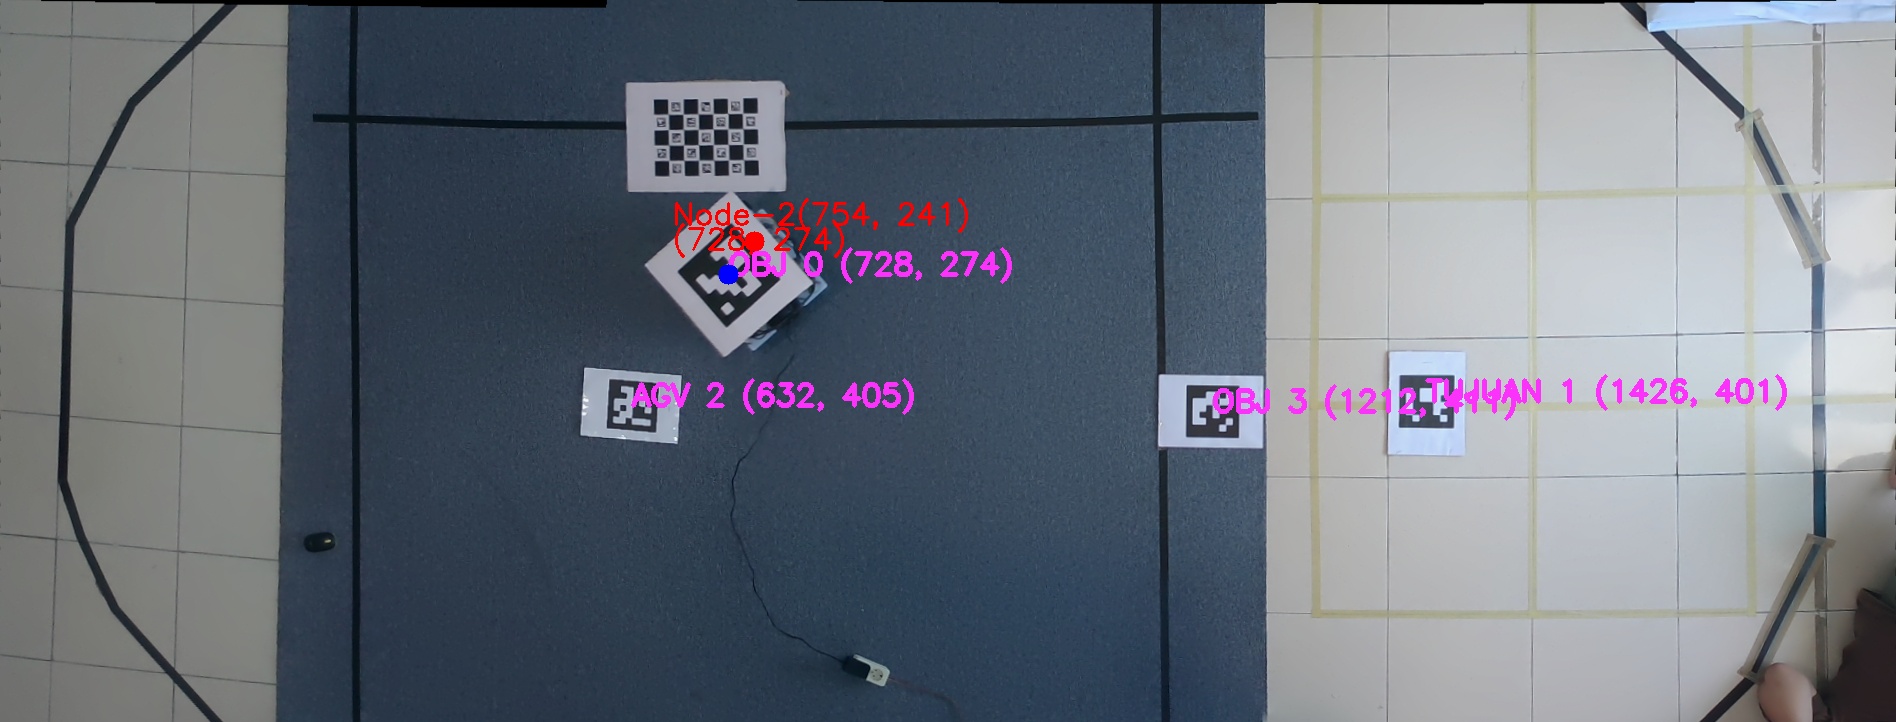 Node-2(754, 241)
(728, 274)
OBJ 0 (728, 274)
AGV 2 (632, 405)
OBJ 3 (1212, 411)
TUJUAN 1 (1426, 401)